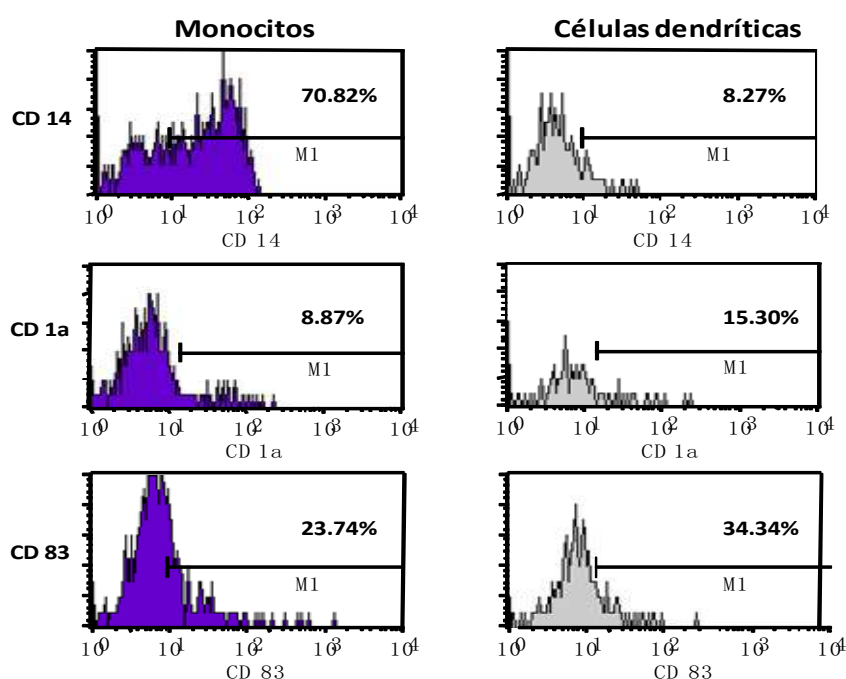 Monocitos
Células dendríticas
CD 14
70.82%
M1
10⁰ 10¹ 10² 10³ 10⁴
CD 14
8.27%
M1
10⁰ 10¹ 10² 10³ 10⁴
CD 14
CD 1a
8.87%
M1
10⁰ 10¹ 10² 10³ 10⁴
CD 1a
15.30%
M1
10⁰ 10¹ 10² 10³ 10⁴
CD 1a
CD 83
23.74%
M1
10⁰ 10¹ 10² 10³ 10⁴
CD 83
34.34%
M1
10⁰ 10¹ 10² 10³ 10⁴
CD 83